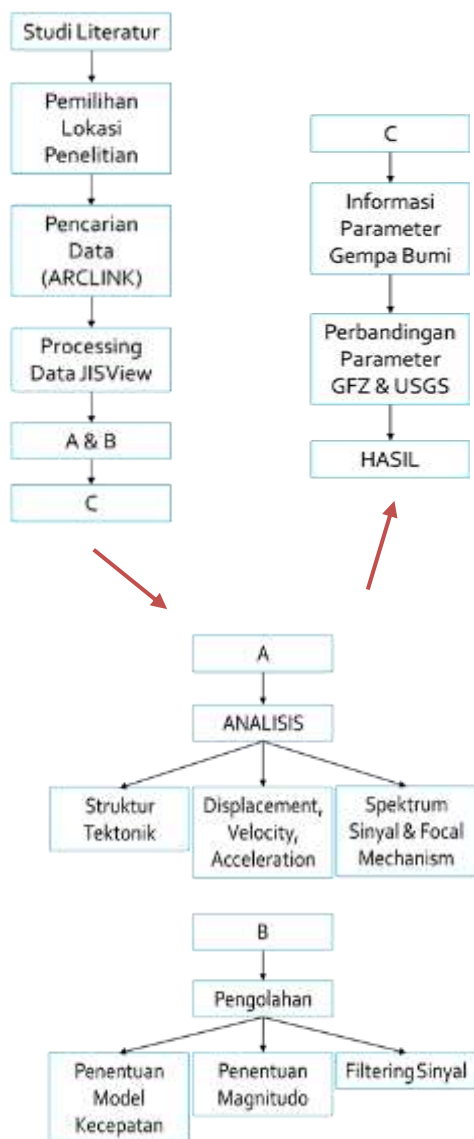 Studi Literatur
Pemilihan
Lokasi
Penelitian
Pencarian
Data
(ARCLINK)
Processing
Data JISView
A & B
C
C
Informasi
Parameter
Gempa Bumi
Perbandingan
Parameter
GFZ & USGS
HASIL
A
ANALISIS
Struktur
Tektonik
Displacement,
Velocity,
Acceleration
Spektrum
Sinyal & Focal
Mechanism
B
Pengolahan
Penentuan
Model
Kecepatan
Penentuan
Magnitudo
Filtering Sinyal